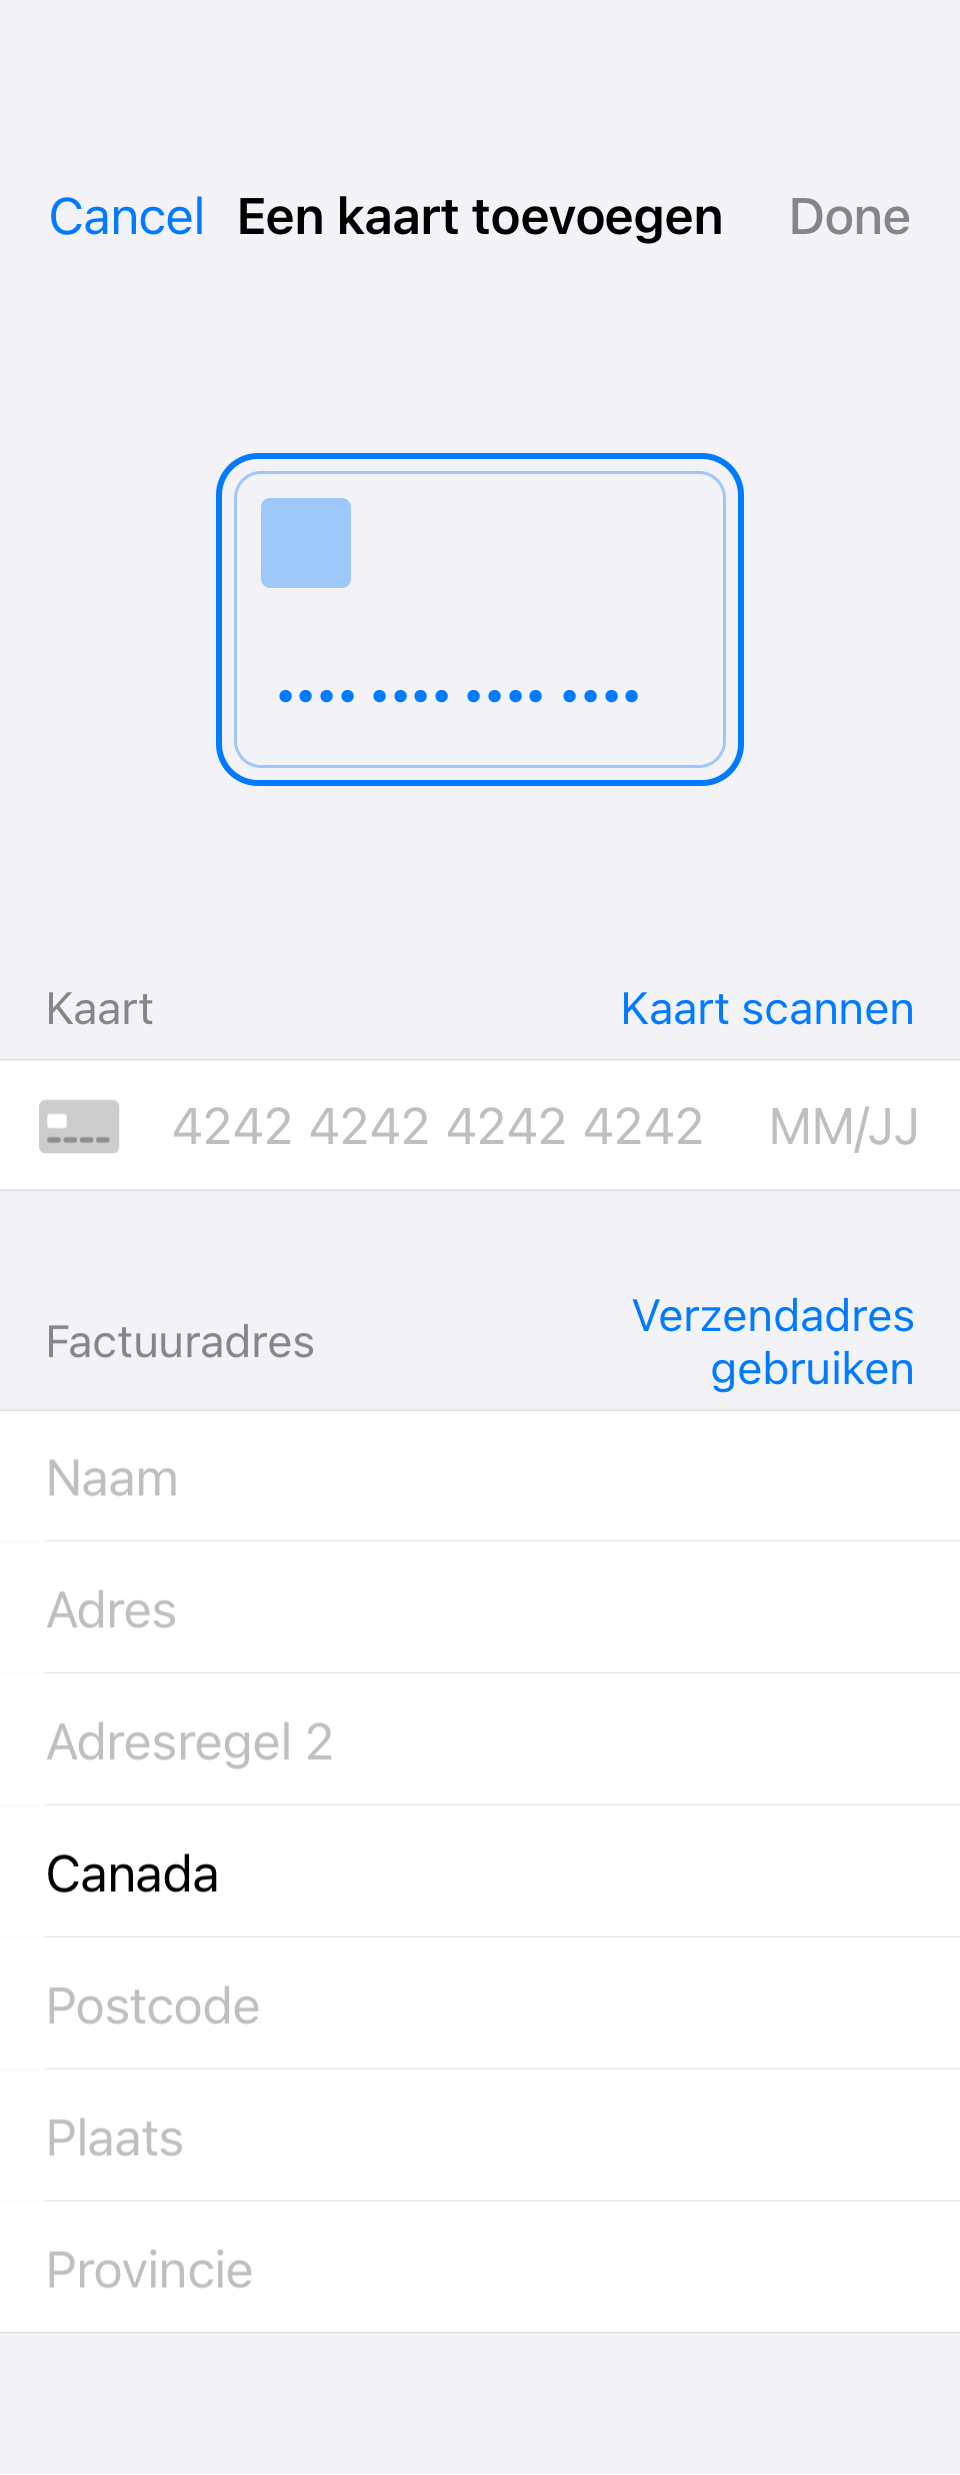 Cancel Een kaart toevoegen Done
Kaart Kaart scannen
4242 4242 4242 4242 MM/JJ
Factuuradres Verzendadres
gebruiken
Naam
Adres
Adresregel 2
Canada
Postcode
Plaats
Provincie